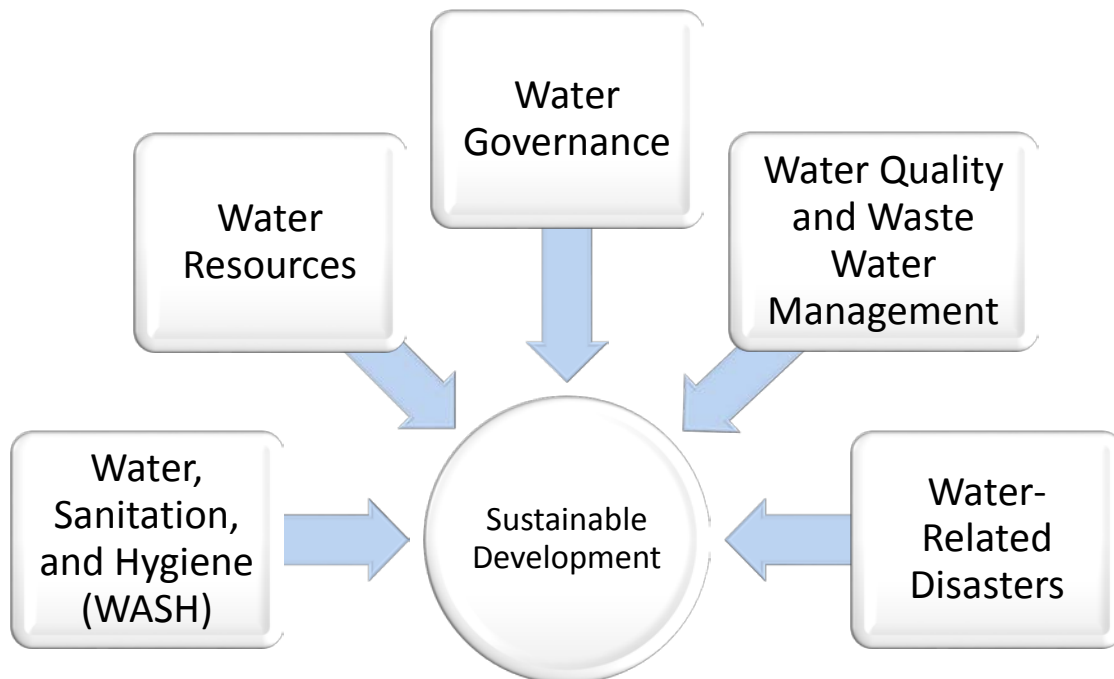 Water
Governance
Water
Resources
Water Quality
and Waste
Water
Management
Water,
Sanitation,
and Hygiene
(WASH)
Sustainable
Development
Water-
Related
Disasters